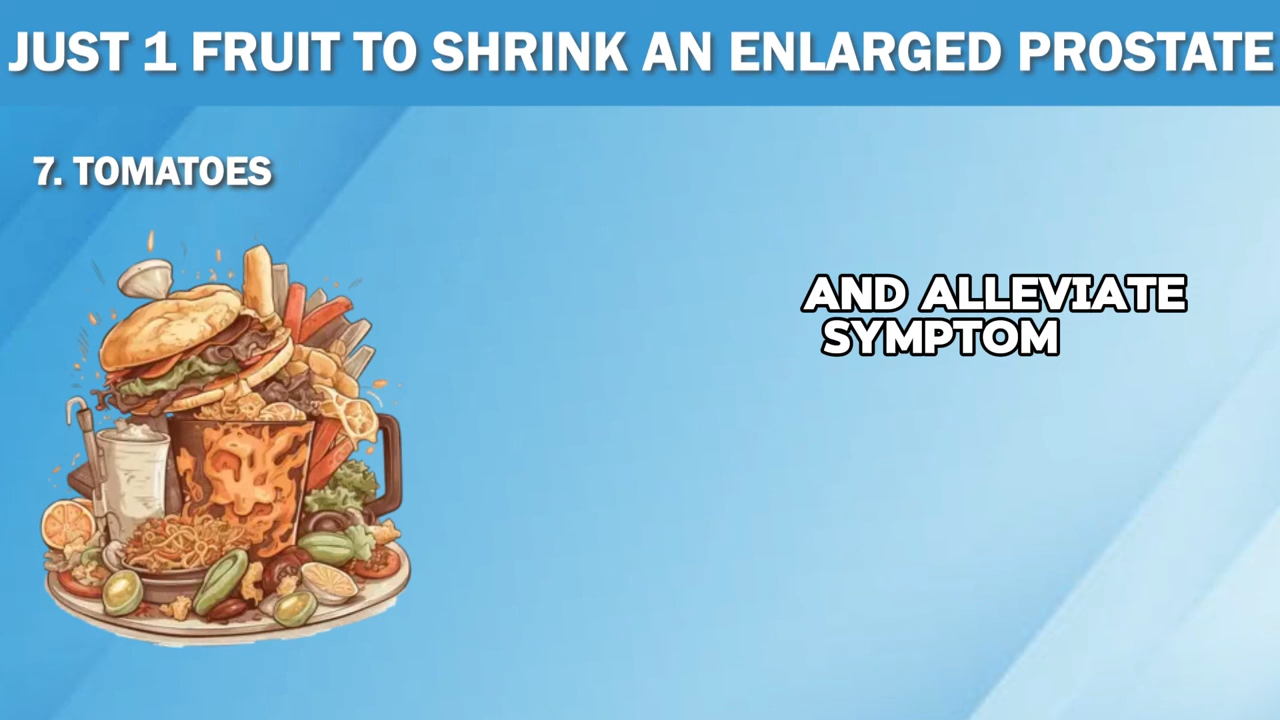 JUST 1 FRUIT TO SHRINK AN ENLARGED PROSTATE
7. TOMATOES
AND ALLEVIATE
SYMPTOM